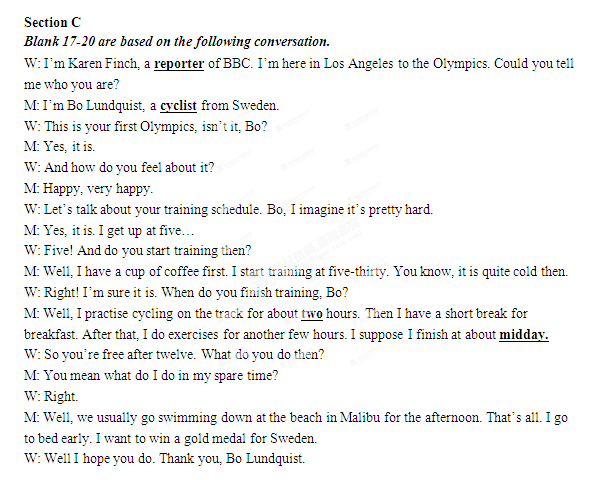 Section C
Blank 17-20 are based on the following conversation.
W: I'm Karen Finch, a reporter of BBC. I'm here in Los Angeles to the Olympics. Could you tell
me who you are?
M: I'm Bo Lundquist, a cyclist from Sweden.
W: This is your first Olympics, isn't it, Bo?
M: Yes, it is.
W: And how do you feel about it?
M: Happy, very happy.
W: Let's talk about your training schedule. Bo, I imagine it's pretty hard.
M: Yes, it is. I get up at five…
W: Five! And do you start training then?
M: Well, I have a cup of coffee first. I start training at five-thirty. You know, it is quite cold then.
W: Right! I'm sure it is. When do you finish training, Bo?
M: Well, I practise cycling on the track for about two hours. Then I have a short break for
breakfast. After that, I do exercises for another few hours. I suppose I finish at about midday.
W: So you're free after twelve. What do you do then?
M: You mean what do I do in my spare time?
W: Right.
M: Well, we usually go swimming down at the beach in Malibu for the afternoon. That's all. I go
to bed early. I want to win a gold medal for Sweden.
W: Well I hope you do. Thank you, Bo Lundquist.